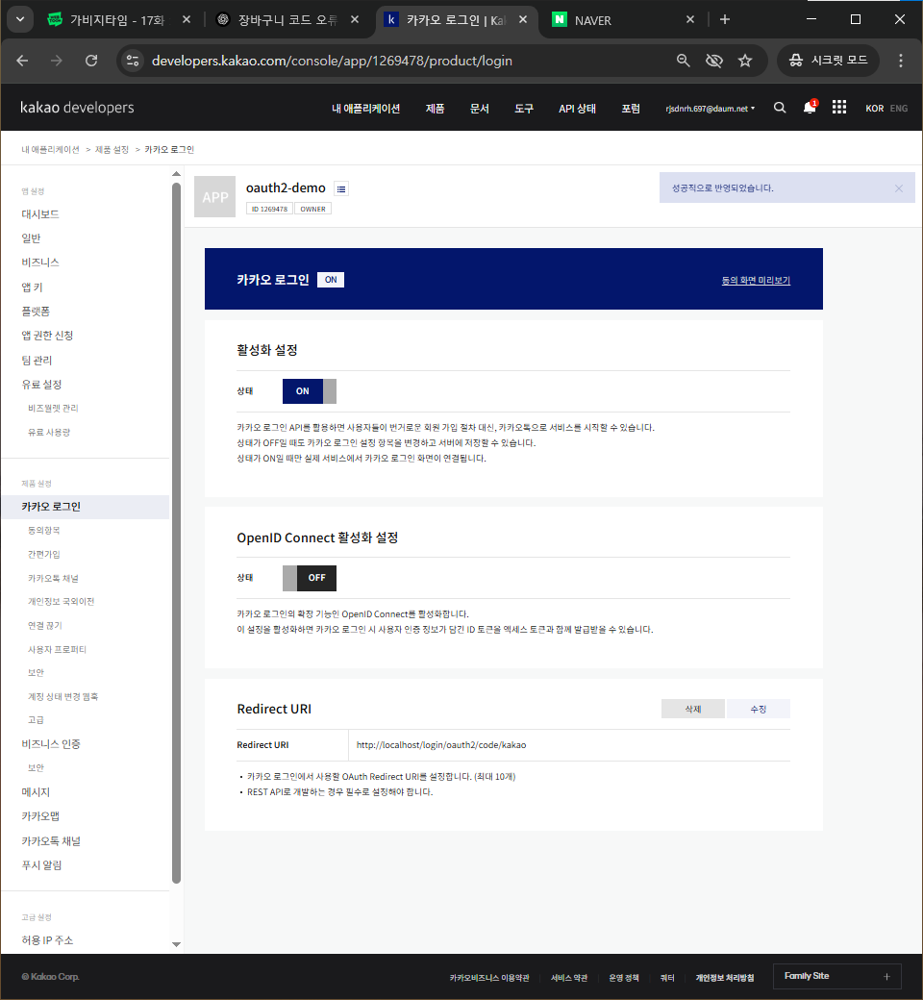 가비지타임 - 17화
장바구니 코드 오류
카카오 로그인 | Ka
NAVER
developers.kakao.com/console/app/1269478/product/login
시크릿 모드
kakao developers
내 애플리케이션 제품 문서 도구 API 상태 포럼 rjsdnrh.697@daum.net 1 KOR ENG
내 애플리케이션 > 제품 설정 > 카카오 로그인
앱 설정
대시보드
일반
비즈니스
앱 키
플랫폼
앱 권한 신청
팀 관리
유료 설정
비즈월렛 관리
유료 사용량
제품 설정
카카오 로그인
동의항목
간편가입
카카오톡 채널
개인정보 국외이전
연결 끊기
사용자 프로퍼티
보안
계정 상태 변경 웹훅
고급
비즈니스 인증
보안
메시지
카카오맵
카카오톡 채널
푸시 알림
고급 설정
허용 IP 주소
APP
oauth2-demo
ID 1269478 OWNER
성공적으로 반영되었습니다.
카카오 로그인 ON
동의 화면 미리보기
활성화 설정
상태 ON
카카오 로그인 API를 활용하면 사용자들이 번거로운 회원 가입 절차 대신, 카카오톡으로 서비스를 시작할 수 있습니다.
상태가 OFF일 때도 카카오 로그인 설정 항목을 변경하고 서버에 저장할 수 있습니다.
상태가 ON일 때만 실제 서비스에서 카카오 로그인 화면이 연결됩니다.
OpenID Connect 활성화 설정
상태 OFF
카카오 로그인의 확장 기능인 OpenID Connect를 활성화합니다.
이 설정을 활성화하면 카카오 로그인 시 사용자 인증 정보가 담긴 ID 토큰을 액세스 토큰과 함께 발급받을 수 있습니다.
Redirect URI
삭제 수정
Redirect URI http://localhost/login/oauth2/code/kakao
• 카카오 로그인에서 사용할 OAuth Redirect URI를 설정합니다. (최대 10개)
• REST API로 개발하는 경우 필수로 설정해야 합니다.
© Kakao Corp.
카카오비즈니스 이용약관 서비스 약관 운영 정책 쿼터 개인정보 처리방침
Family Site